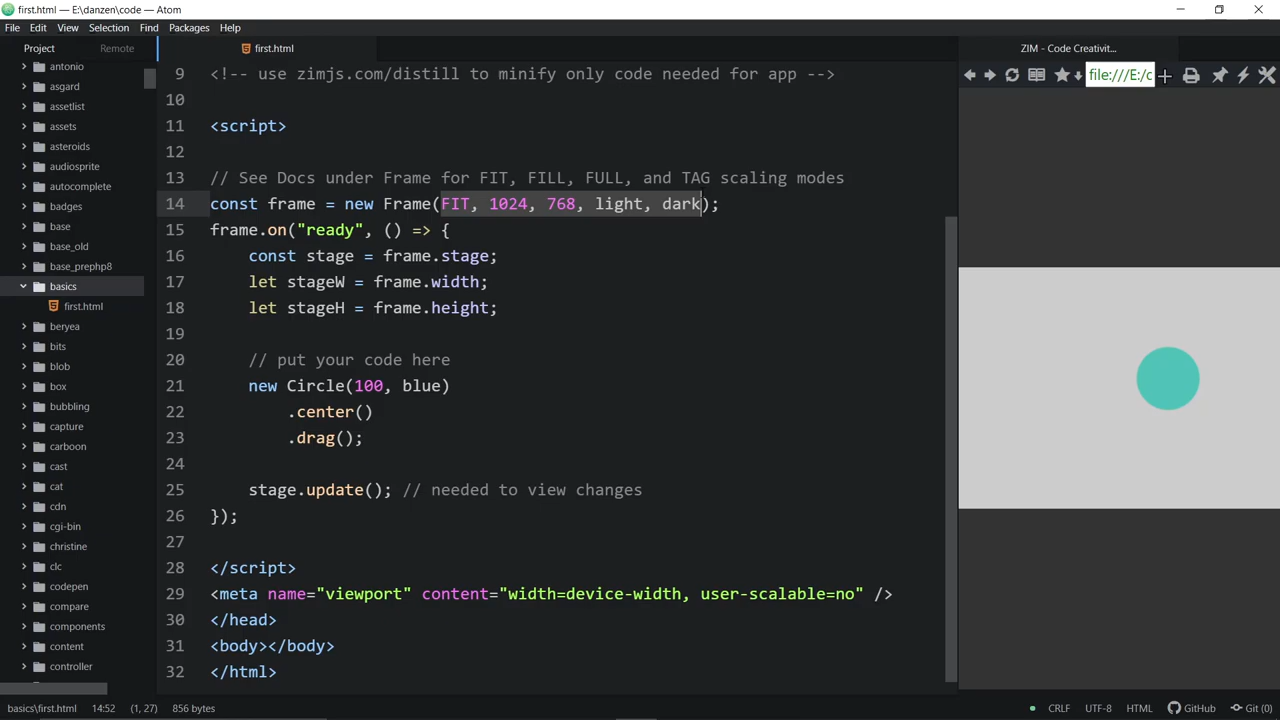 first.html — E:\danzen\code — Atom
File Edit View Selection Find Packages Help
Project Remote
first.html
ZIM - Code Creativit...
file:///E:/c
antonio
asgard
assetlist
assets
asteroids
audiosprite
autocomplete
badges
base
base_old
base_prephp8
basics
first.html
beryea
bits
blob
box
bubbling
capture
carboon
cast
cat
cdn
cgi-bin
christine
clc
codepen
compare
components
content
controller
9 <!-- use zimjs.com/distill to minify only code needed for app -->
10
11 <script>
12
13 // See Docs under Frame for FIT, FILL, FULL, and TAG scaling modes
14 const frame = new Frame(FIT, 1024, 768, light, dark);
15 frame.on("ready", () => {
16 const stage = frame.stage;
17 let stageW = frame.width;
18 let stageH = frame.height;
19
20 // put your code here
21 new Circle(100, blue)
22 .center()
23 .drag();
24
25 stage.update(); // needed to view changes
26 });
27
28 </script>
29 <meta name="viewport" content="width=device-width, user-scalable=no" />
30 </head>
31 <body></body>
32 </html>
basics\first.html 14:52 (1, 27) 856 bytes
CRLF UTF-8 HTML GitHub Git (0)